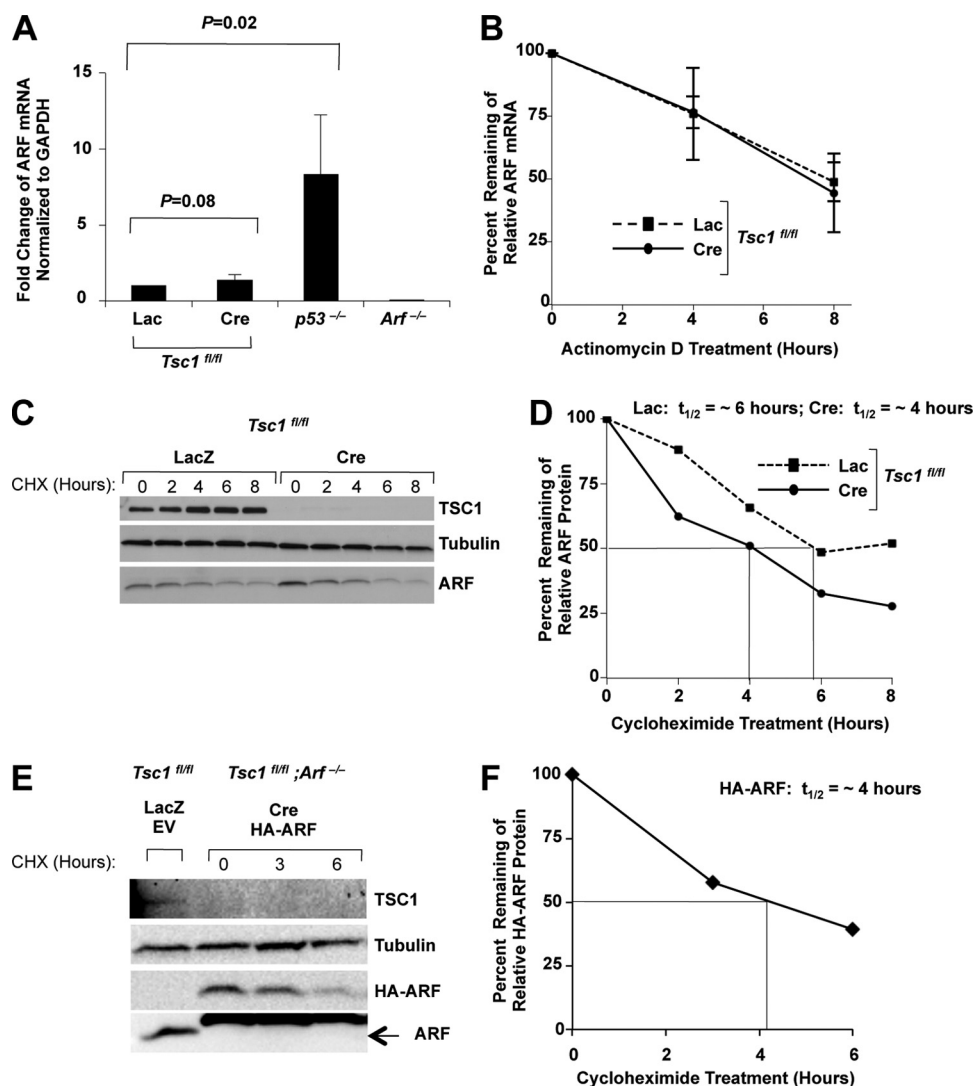 A
P=0.02
15
P=0.08
10
5
0
Fold Change of ARF mRNA
Normalized to GAPDH
Lac Cre p53 –/– Arf –/–
Tsc1 fl/fl
B
100
75
50
25
0
Percent Remaining of
Relative ARF mRNA
Lac
Cre
Tsc1 fl/fl
0 2 4 6 8
Actinomycin D Treatment (Hours)
C
Tsc1 fl/fl
LacZ Cre
CHX (Hours): 0 2 4 6 8 0 2 4 6 8
TSC1
Tubulin
ARF
D
Lac: t1/2 = ~ 6 hours; Cre: t1/2 = ~ 4 hours
100
75
50
25
0
Percent Remaining of
Relative ARF Protein
Lac
Cre
Tsc1 fl/fl
0 2 4 6 8
Cycloheximide Treatment (Hours)
E
Tsc1 fl/fl Tsc1 fl/fl ;Arf –/–
LacZ Cre
EV HA-ARF
CHX (Hours): 0 3 6
TSC1
Tubulin
HA-ARF
ARF
F
HA-ARF: t1/2 = ~ 4 hours
100
75
50
25
0
Percent Remaining of
Relative HA-ARF Protein
0 2 4 6
Cycloheximide Treatment (Hours)